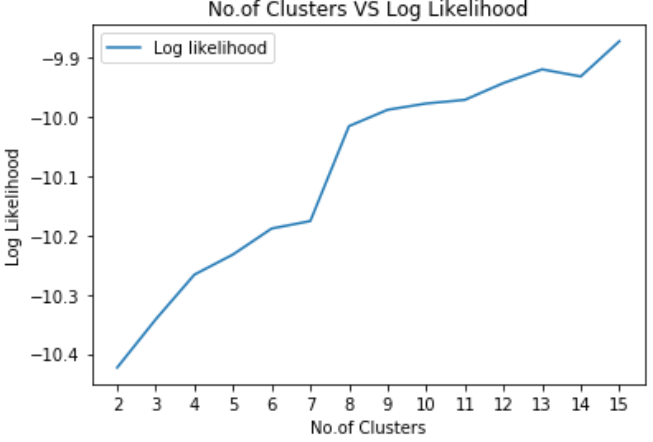 No.of Clusters VS Log Likelihood
Log likelihood
−9.9
−10.0
−10.1
−10.2
−10.3
−10.4
Log Likelihood
2 3 4 5 6 7 8 9 10 11 12 13 14 15
No.of Clusters